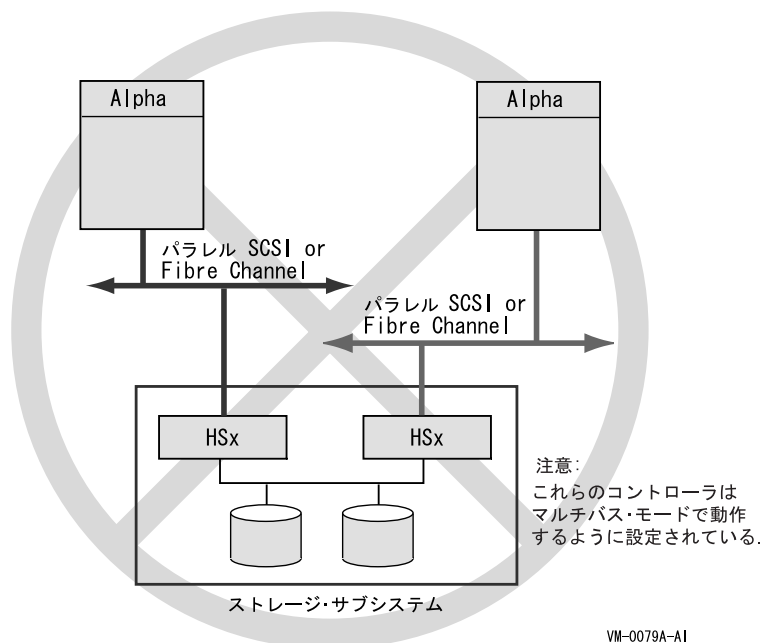 Alpha
Alpha
パラレル SCSI or
Fibre Channel
パラレル SCSI or
Fibre Channel
HSx
HSx
注意:
これらのコントローラは
マルチバス・モードで動作
するように設定されている.
ストレージ・サブシステム
VM-0079A-AI